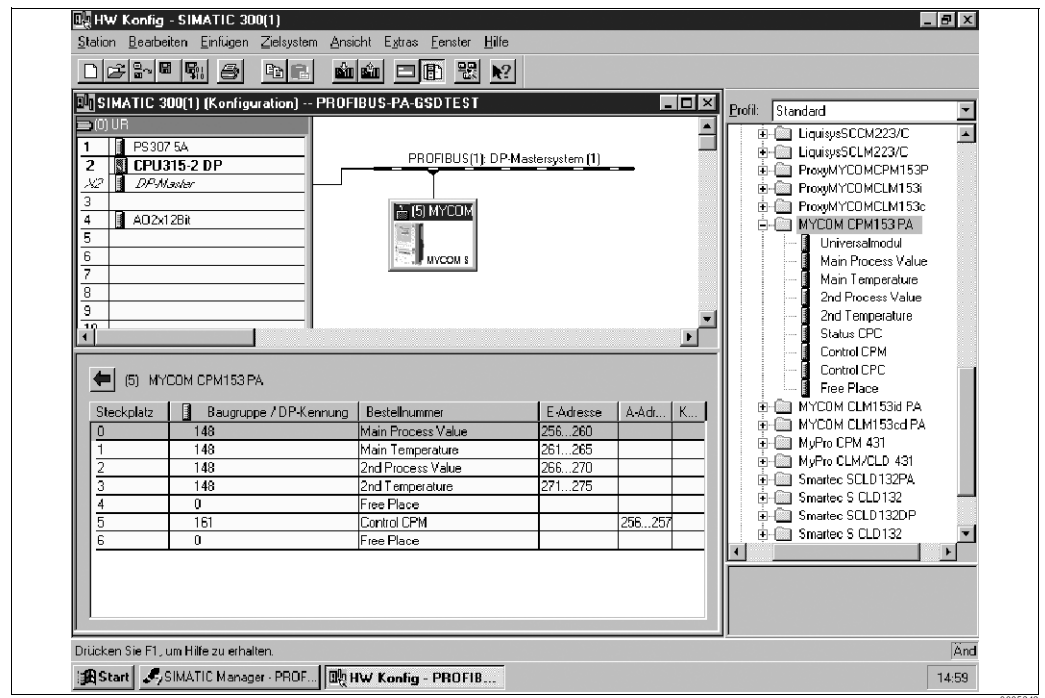 HW Konfig - SIMATIC 300(1)
Station Bearbeiten Einfügen Zielsystem Ansicht Extras Fenster Hilfe
SIMATIC 300(1) (Konfiguration) -- PROFIBUS-PA-GSDTEST
(0) UR
1 PS307 5A
2 CPU315-2 DP
X2 DP-Master
3
4 AO2x12Bit
5
6
7
8
9
10
PROFIBUS(1): DP-Mastersystem (1)
(5) MYCOM
MYCOM S
(5) MYCOM CPM153 PA
Steckplatz Baugruppe / DP-Kennung Bestellnummer E-Adresse A-Adr... K...
0 148 Main Process Value 256...260
1 148 Main Temperature 261...265
2 148 2nd Process Value 266...270
3 148 2nd Temperature 271...275
4 0 Free Place
5 161 Control CPM 256...257
6 0 Free Place
Profil: Standard
LiquisysSCCM223/C
LiquisysSCLM223/C
ProxyMYCOMCPM153P
ProxyMYCOMCLM153i
ProxyMYCOMCLM153c
MYCOM CPM153 PA
Universalmodul
Main Process Value
Main Temperature
2nd Process Value
2nd Temperature
Status CPC
Control CPM
Control CPC
Free Place
MYCOM CLM153id PA
MYCOM CLM153cd PA
MyPro CPM 431
MyPro CLM/CLD 431
Smartec SCLD132PA
Smartec S CLD132
Smartec SCLD132DP
Smartec S CLD132
Drücken Sie F1, um Hilfe zu erhalten.
Änd
Start SIMATIC Manager - PROF... HW Konfig - PROFIB...
14:59